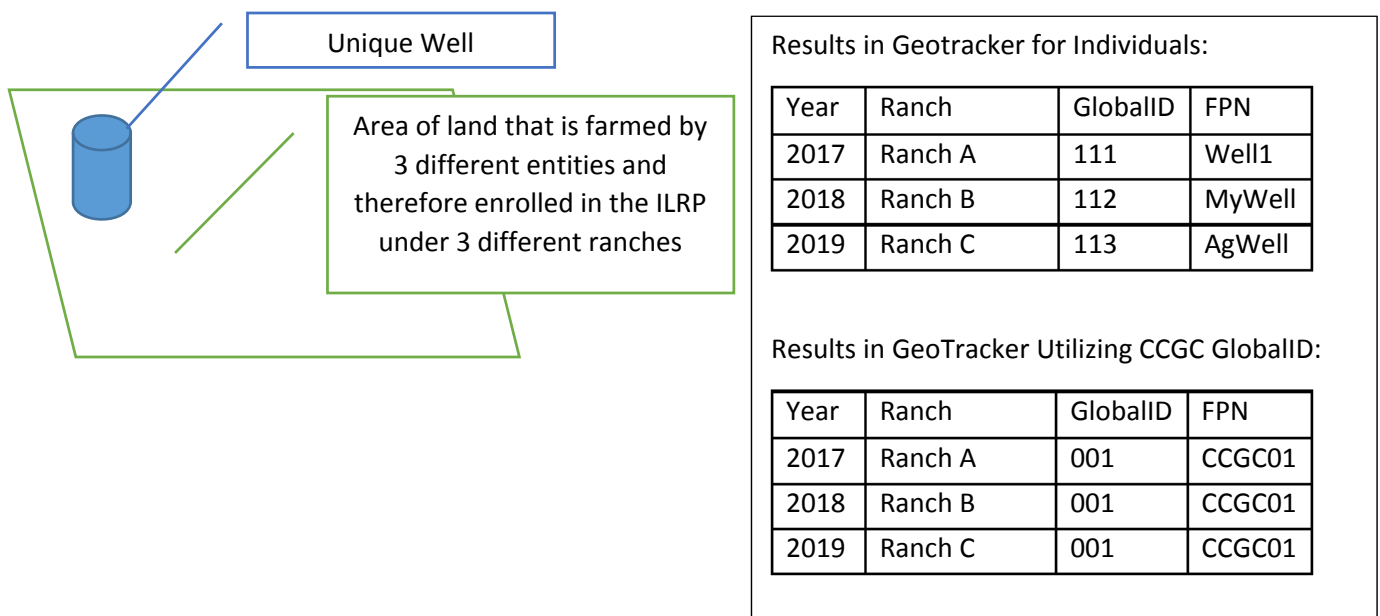 Unique Well
Area of land that is farmed by
3 different entities and
therefore enrolled in the ILRP
under 3 different ranches
Results in Geotracker for Individuals:
Year Ranch GlobalID FPN
2017 Ranch A 111 Well1
2018 Ranch B 112 MyWell
2019 Ranch C 113 AgWell
Results in GeoTracker Utilizing CCGC GlobalID:
Year Ranch GlobalID FPN
2017 Ranch A 001 CCGC01
2018 Ranch B 001 CCGC01
2019 Ranch C 001 CCGC01